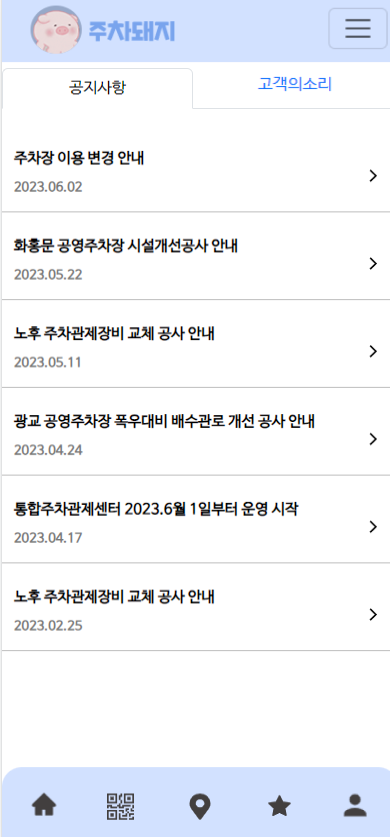 주차돼지
공지사항
고객의소리
주차장 이용 변경 안내
2023.06.02
화홍문 공영주차장 시설개선공사 안내
2023.05.22
노후 주차관제장비 교체 공사 안내
2023.05.11
광교 공영주차장 폭우대비 배수관로 개선 공사 안내
2023.04.24
통합주차관제센터 2023.6월 1일부터 운영 시작
2023.04.17
노후 주차관제장비 교체 공사 안내
2023.02.25